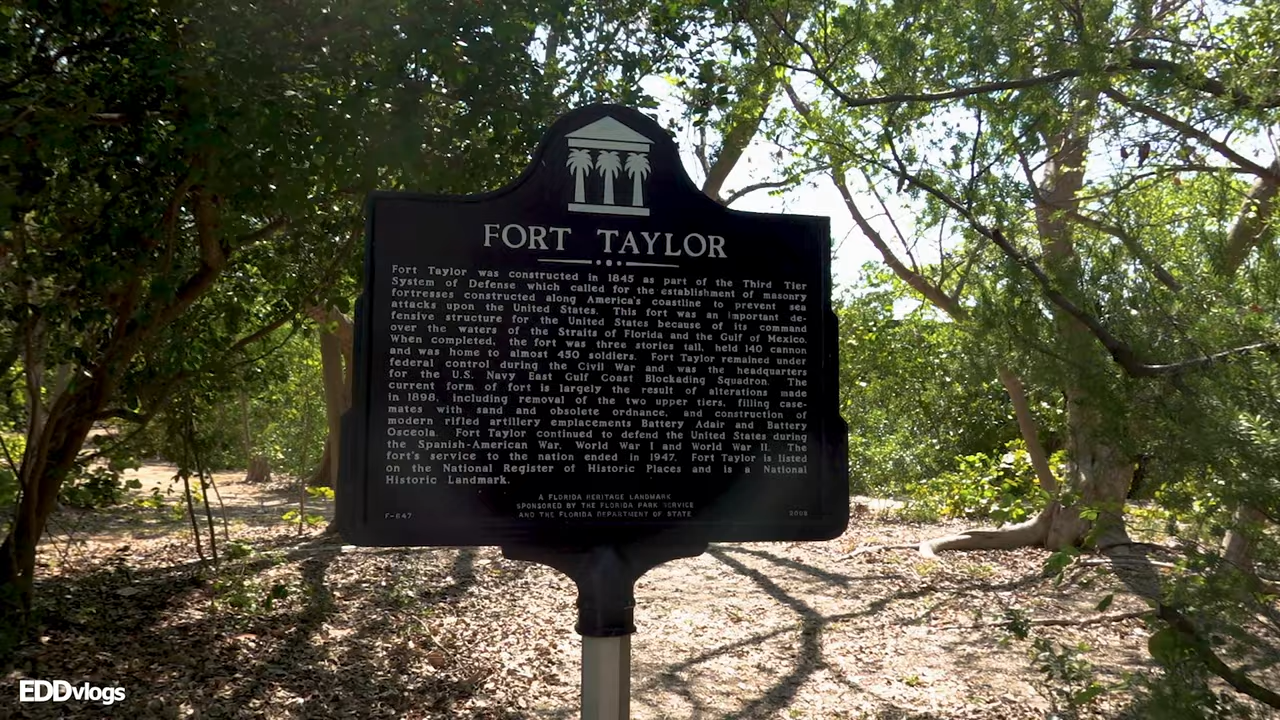 FORT TAYLOR
Fort Taylor was constructed in 1845 as part of the Third Tier
System of Defense which called for the establishment of masonry
fortresses constructed along America's coastline to prevent sea
attacks upon the United States. This fort was an important de-
fensive structure for the United States because of its command
over the waters of the Straits of Florida and the Gulf of Mexico.
When completed, the fort was three stories tall, held 140 cannon
and was home to almost 450 soldiers. Fort Taylor remained under
federal control during the Civil War and was the headquarters
for the U.S. Navy East Gulf Coast Blockading Squadron. The
current form of fort is largely the result of alterations made
in 1898, including removal of the two upper tiers, filling case-
mates with sand and obsolete ordnance, and construction of
modern rifled artillery emplacements Battery Adair and Battery
Osceola. Fort Taylor continued to defend the United States during
the Spanish-American War, World War I and World War II. The
fort's service to the nation ended in 1947. Fort Taylor is listed
on the National Register of Historic Places and is a National
Historic Landmark.
A FLORIDA HERITAGE LANDMARK
SPONSORED BY THE FLORIDA PARK SERVICE
F-647 AND THE FLORIDA DEPARTMENT OF STATE 2008
EDDvlogs